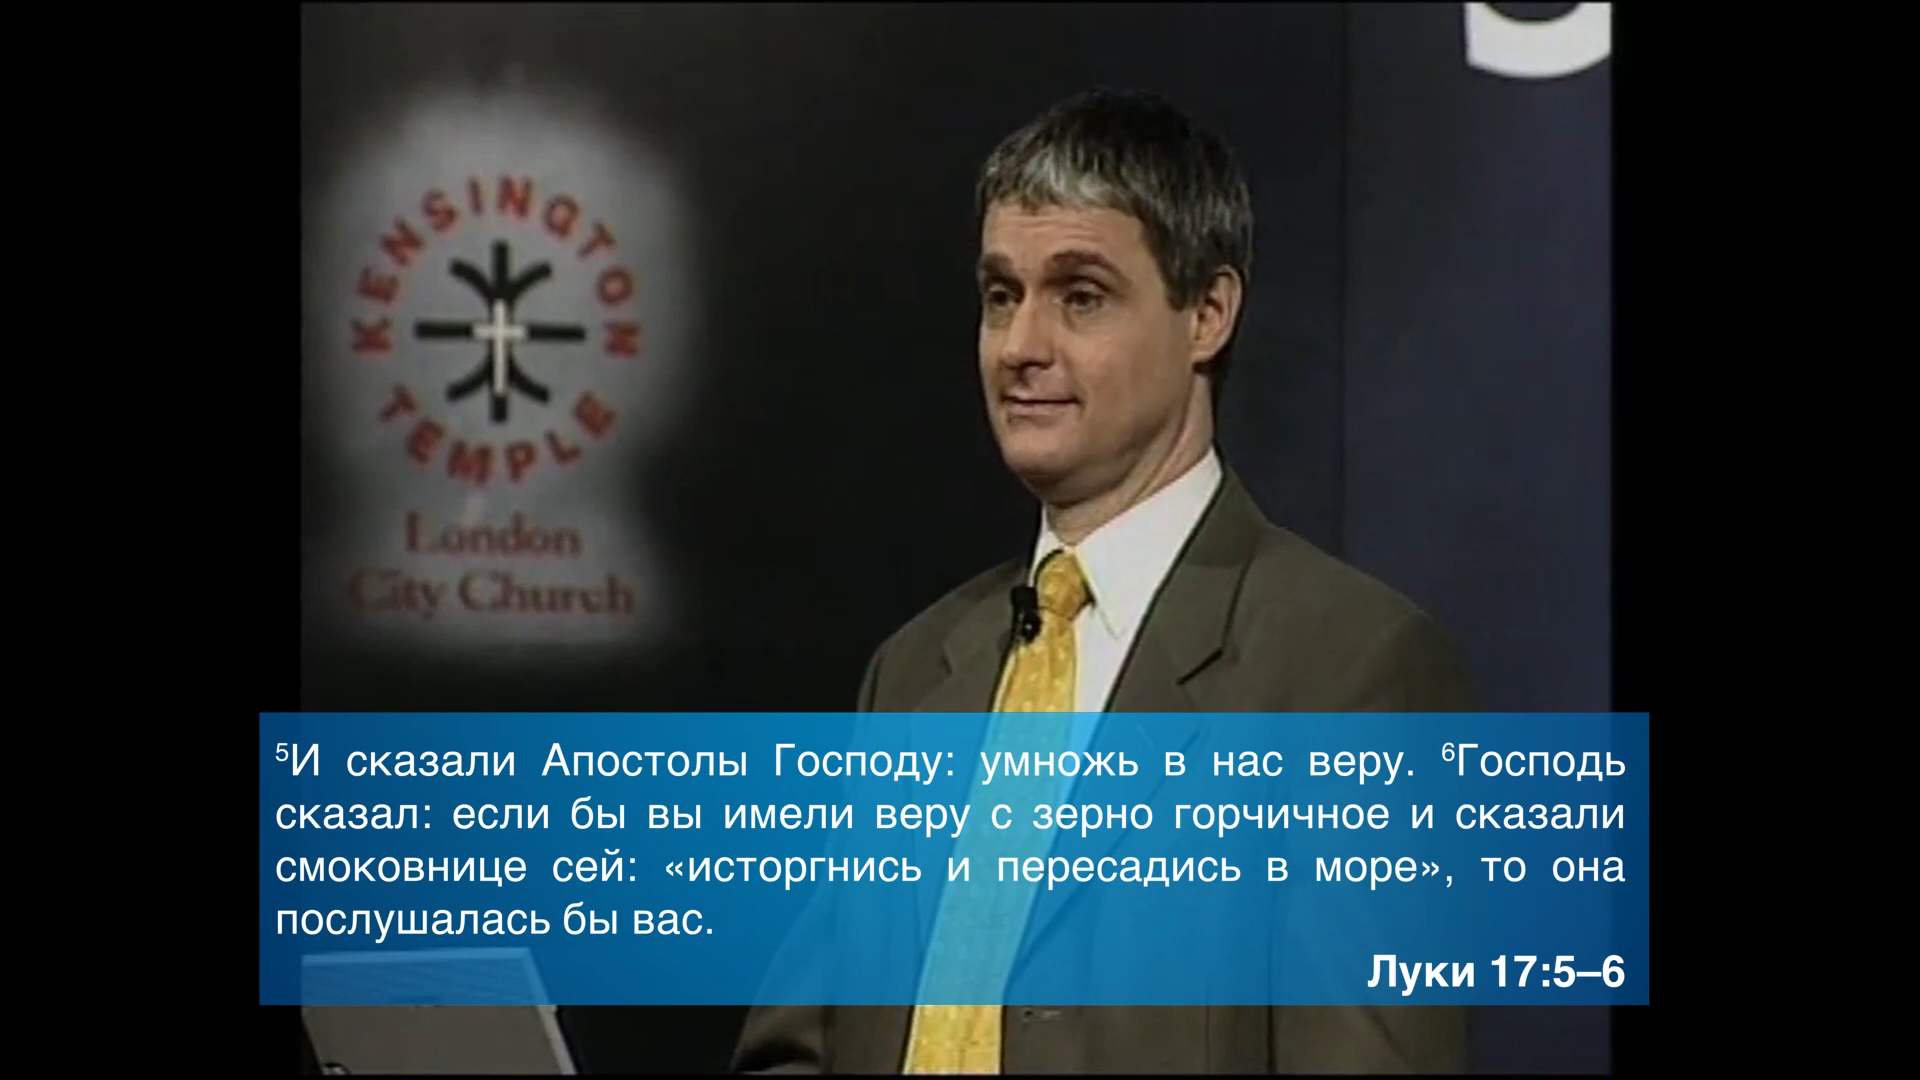 KENSINGTON
TEMPLE
London
City Church
⁵И сказали Апостолы Господу: умножь в нас веру. ⁶Господь
сказал: если бы вы имели веру с зерно горчичное и сказали
смоковнице сей: «исторгнись и пересадись в море», то она
послушалась бы вас.
Луки 17:5–6